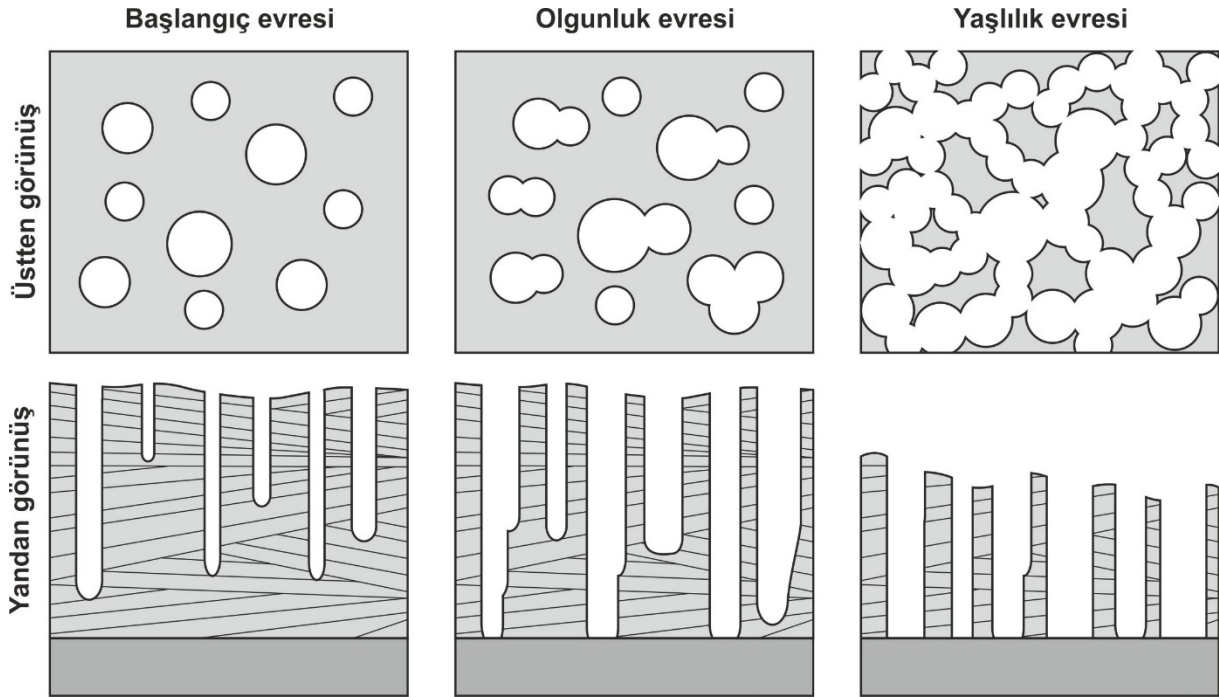 Başlangıç evresi
Olgunluk evresi
Yaşlılık evresi
Üstten görünüş
Yandan görünüş